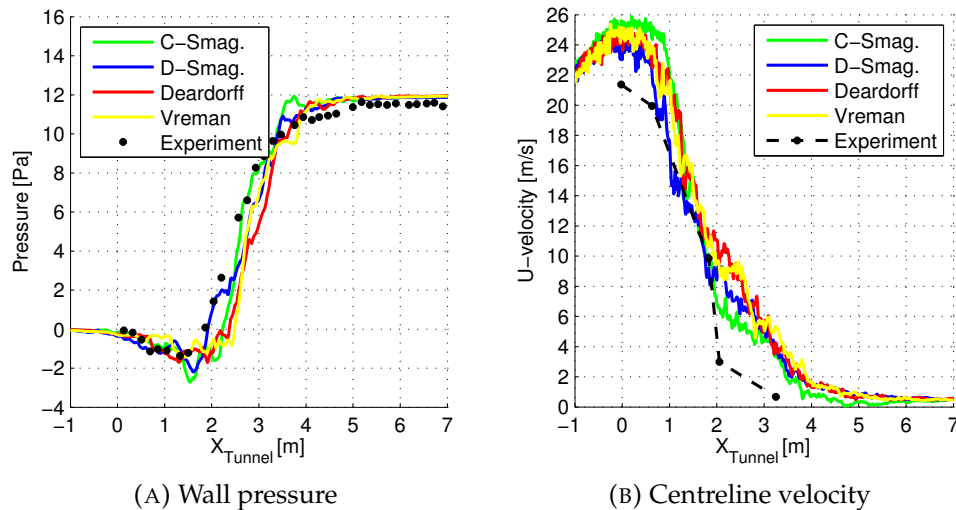 16
14
12
10
8
6
4
2
0
−2
−4
Pressure [Pa]
C−Smag.
D−Smag.
Deardorff
Vreman
Experiment
−1 0 1 2 3 4 5 6 7
X_Tunnel [m]
(A) Wall pressure
26
24
22
20
18
16
14
12
10
8
6
4
2
0
U−velocity [m/s]
C−Smag.
D−Smag.
Deardorff
Vreman
Experiment
−1 0 1 2 3 4 5 6 7
X_Tunnel [m]
(B) Centreline velocity